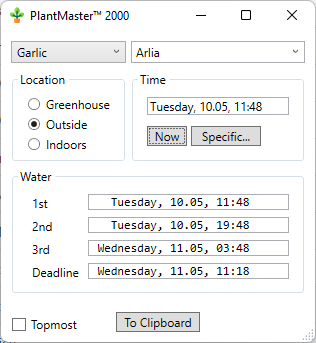 PlantMaster™ 2000
Garlic
Arlia
Location
Greenhouse
Outside
Indoors
Time
Tuesday, 10.05, 11:48
Now
Specific...
Water
1st Tuesday, 10.05, 11:48
2nd Tuesday, 10.05, 19:48
3rd Wednesday, 11.05, 03:48
Deadline Wednesday, 11.05, 11:18
Topmost
To Clipboard